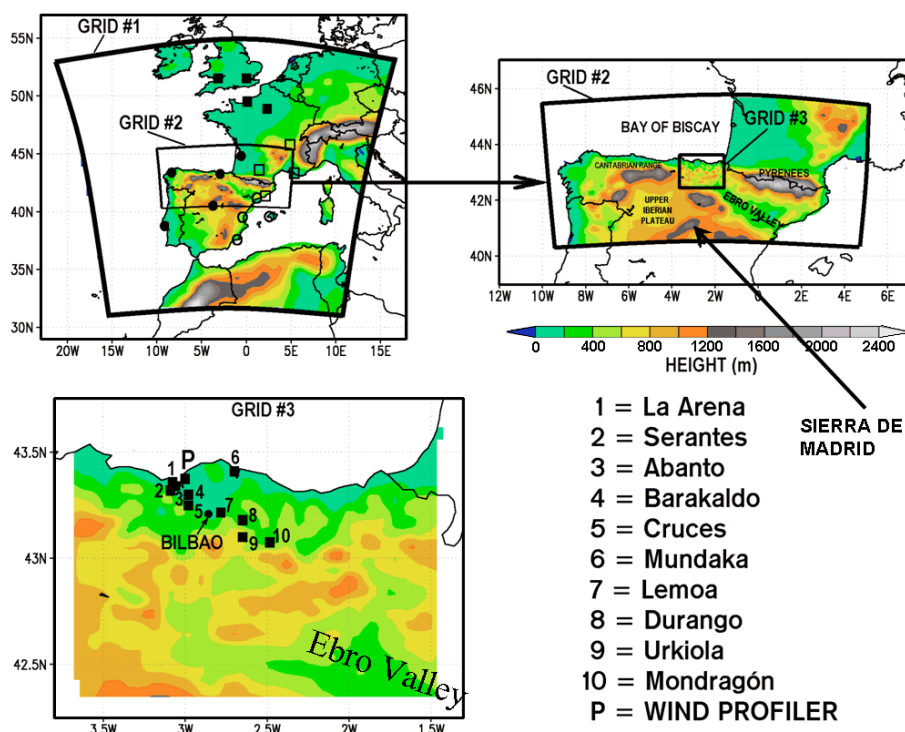 GRID #1
GRID #2
55N
50N
45N
40N
35N
30N
20W
15W
10W
5W
0
5E
10E
15E
GRID #2
BAY OF BISCAY
GRID #3
CANTABRIAN RANGE
PYRENEES
UPPER
IBERIAN
PLATEAU
EBRO VALLEY
46N
44N
42N
40N
12W
10W
8W
6W
4W
2W
0
2E
4E
6E
0 400 800 1200 1600 2000 2400
HEIGHT (m)
SIERRA DE
MADRID
GRID #3
43.5N
43N
42.5N
3.5W
3W
2.5W
2W
1.5W
P
1
2
3
4
5
6
7
8
9
10
BILBAO
Ebro Valley
1 = La Arena
2 = Serantes
3 = Abanto
4 = Barakaldo
5 = Cruces
6 = Mundaka
7 = Lemoa
8 = Durango
9 = Urkiola
10 = Mondragón
P = WIND PROFILER